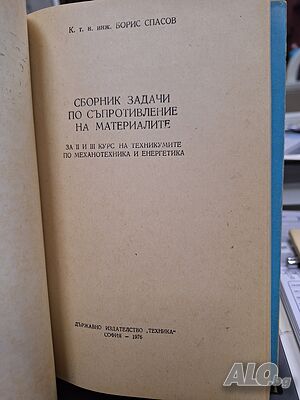 К. т. н. инж. БОРИС СПАСОВ
СБОРНИК ЗАДАЧИ
ПО СЪПРОТИВЛЕНИЕ
НА МАТЕРИАЛИТЕ
ЗА II И III КУРС НА ТЕХНИКУМИТЕ
ПО МЕХАНОТЕХНИКА И ЕНЕРГЕТИКА
ДЪРЖАВНО ИЗДАТЕЛСТВО „ТЕХНИКА“
СОФИЯ — 1976
ALO.bg